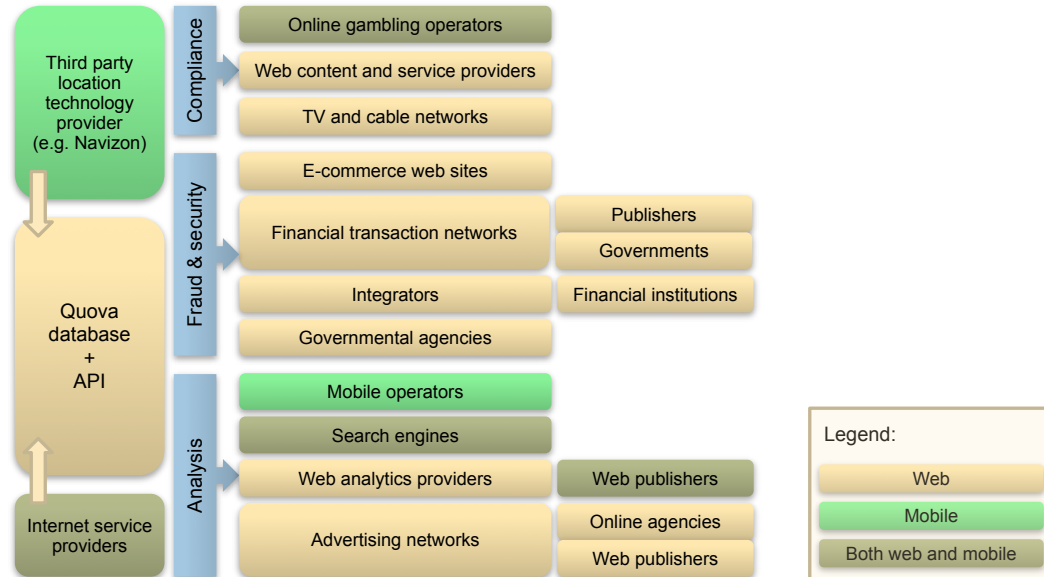 Third party
location
technology
provider
(e.g. Navizon)
Quova
database
+
API
Internet service
providers
Compliance
Online gambling operators
Web content and service providers
TV and cable networks
Fraud & security
E-commerce web sites
Financial transaction networks
Publishers
Governments
Integrators
Financial institutions
Governmental agencies
Analysis
Mobile operators
Search engines
Web analytics providers
Web publishers
Advertising networks
Online agencies
Web publishers
Legend:
Web
Mobile
Both web and mobile